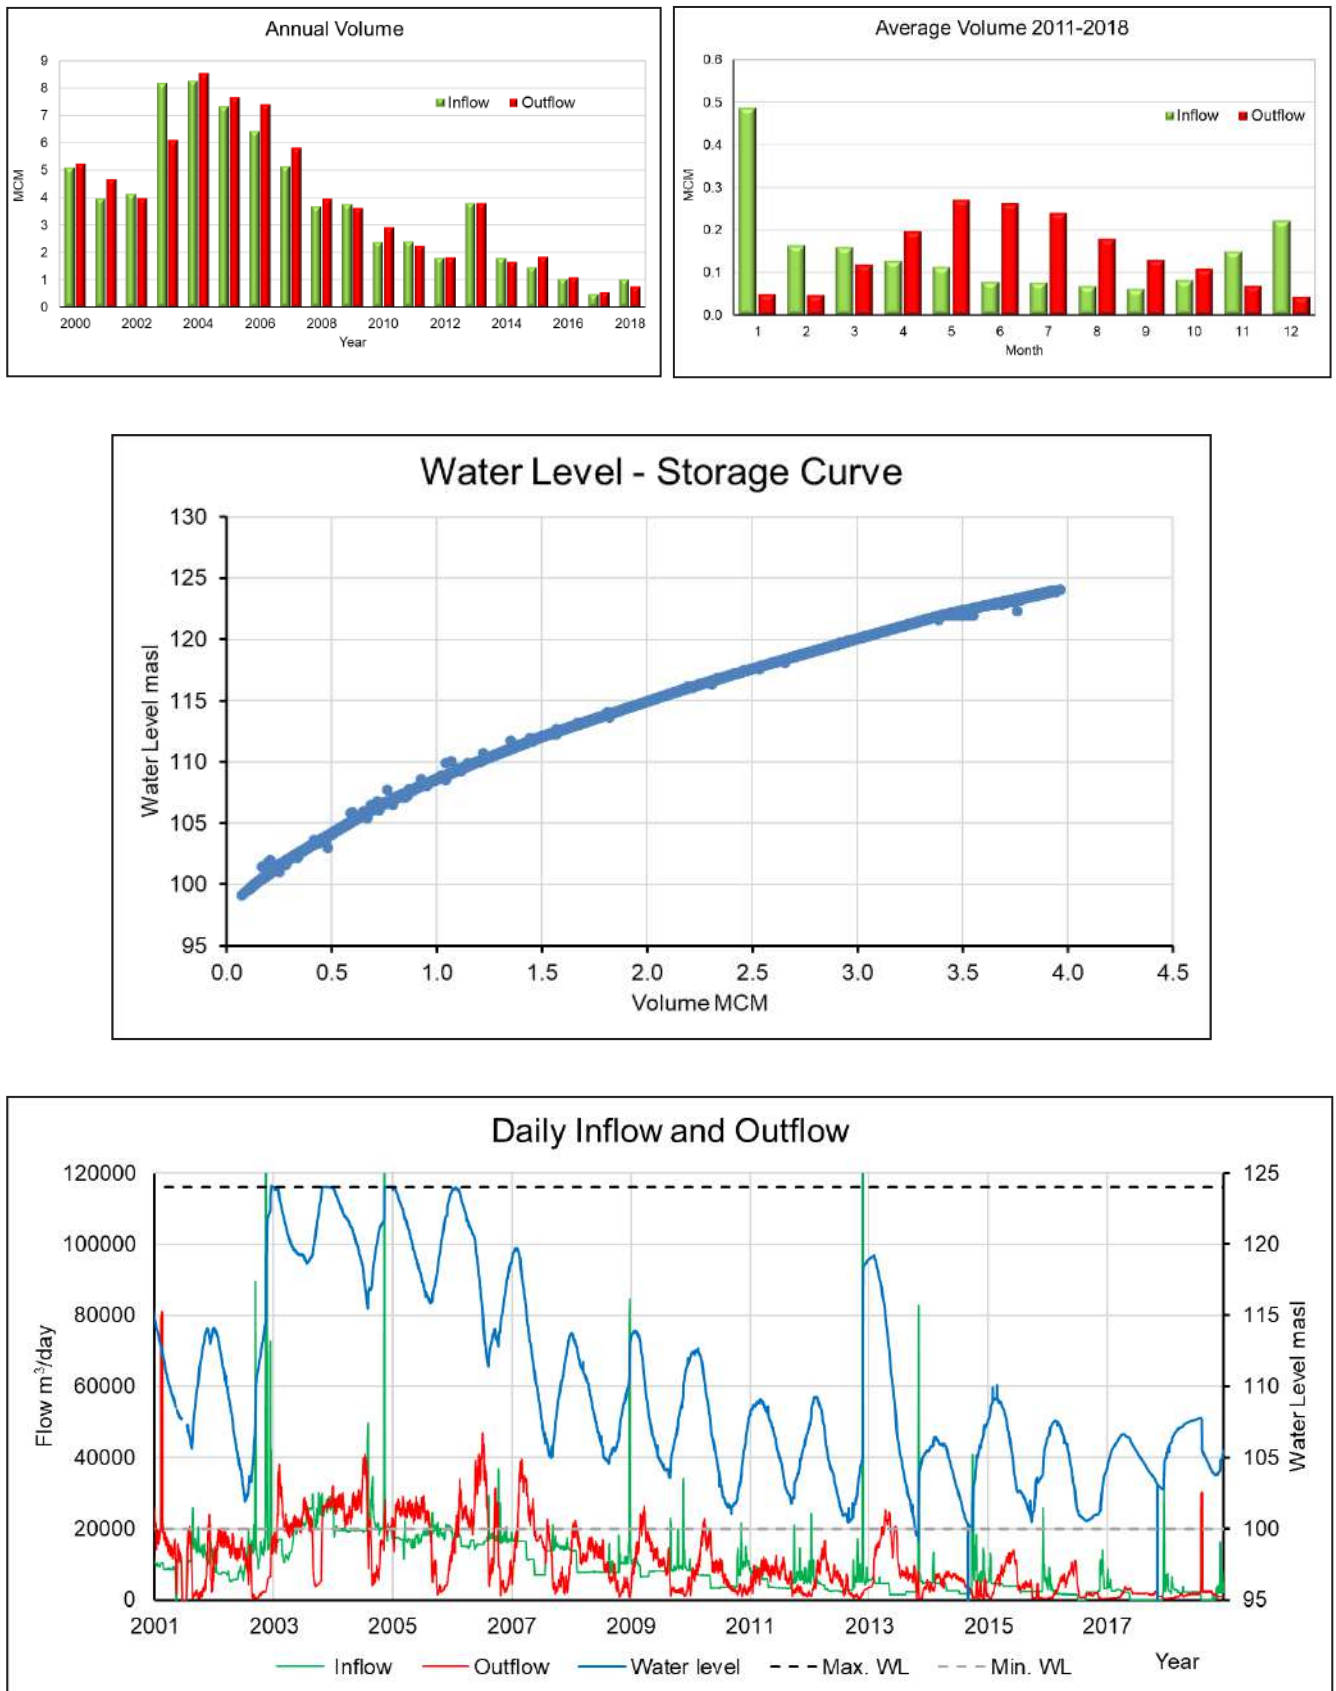 Annual Volume
9
8
7
6
5
4
3
2
1
0
MCM
Inflow Outflow
2000 2002 2004 2006 2008 2010 2012 2014 2016 2018
Year
Average Volume 2011-2018
0.6
0.5
0.4
0.3
0.2
0.1
0.0
MCM
Inflow Outflow
1 2 3 4 5 6 7 8 9 10 11 12
Month
Water Level - Storage Curve
130
125
120
115
110
105
100
95
Water Level masl
0.0 0.5 1.0 1.5 2.0 2.5 3.0 3.5 4.0 4.5
Volume MCM
Daily Inflow and Outflow
120000 125
100000 120
80000 115
60000 110
40000 105
20000 100
0 95
Flow m³/day
Water Level masl
2001 2003 2005 2007 2009 2011 2013 2015 2017
Year
Inflow Outflow Water level Max. WL Min. WL